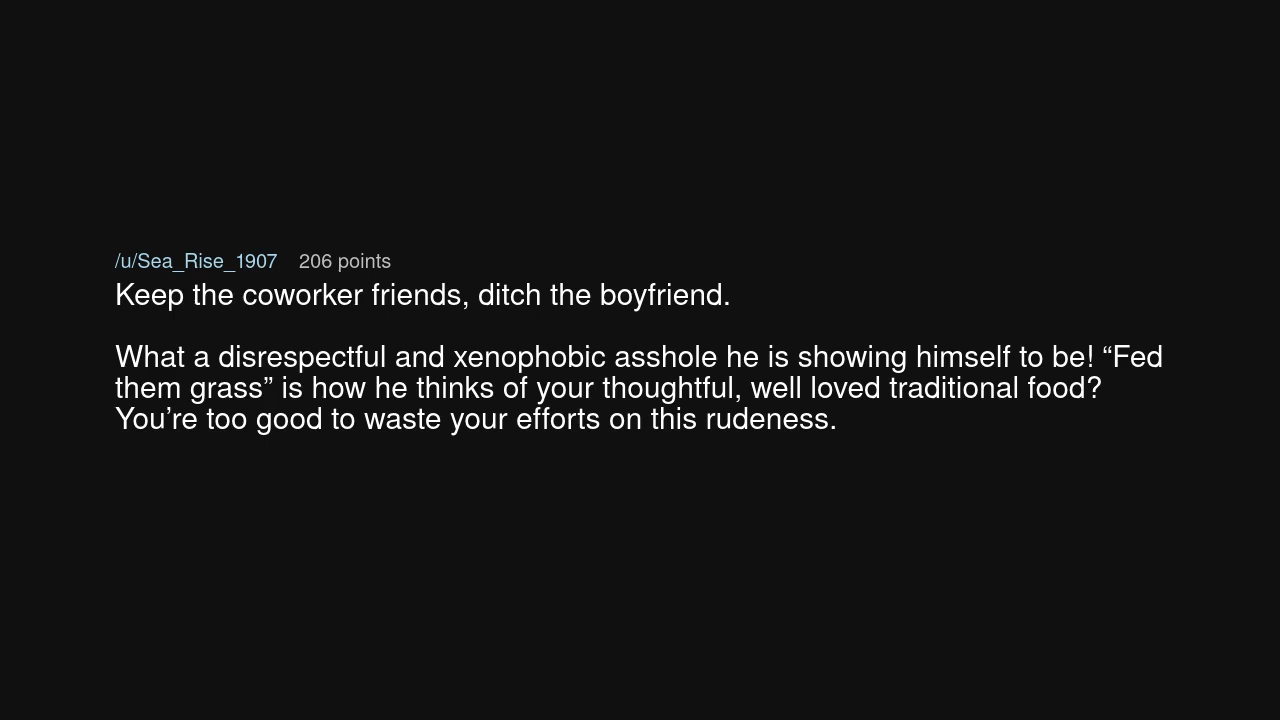 /u/Sea_Rise_1907 206 points
Keep the coworker friends, ditch the boyfriend.
What a disrespectful and xenophobic asshole he is showing himself to be! “Fed
them grass” is how he thinks of your thoughtful, well loved traditional food?
You’re too good to waste your efforts on this rudeness.